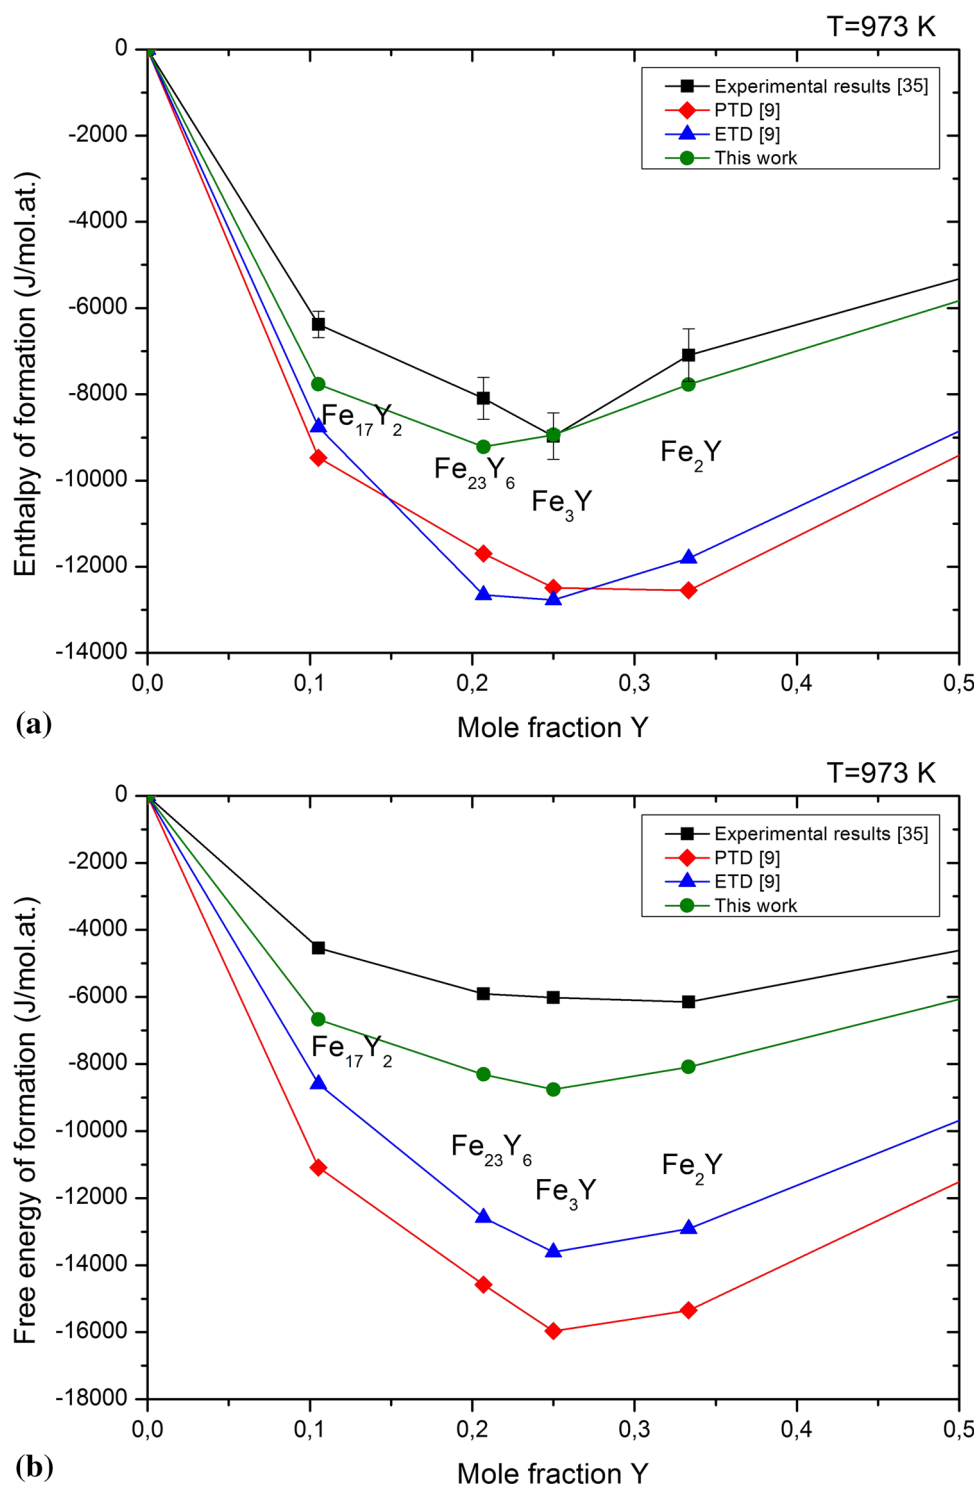 T=973 K
0
-2000
-4000
-6000
-8000
-10000
-12000
-14000
Enthalpy of formation (J/mol.at.)
Experimental results [35]
PTD [9]
ETD [9]
This work
Fe17Y2
Fe23Y6
Fe3Y
Fe2Y
0,0 0,1 0,2 0,3 0,4 0,5
Mole fraction Y
(a)
T=973 K
0
-2000
-4000
-6000
-8000
-10000
-12000
-14000
-16000
-18000
Free energy of formation (J/mol.at.)
Experimental results [35]
PTD [9]
ETD [9]
This work
Fe17Y2
Fe23Y6
Fe3Y
Fe2Y
0,0 0,1 0,2 0,3 0,4 0,5
Mole fraction Y
(b)